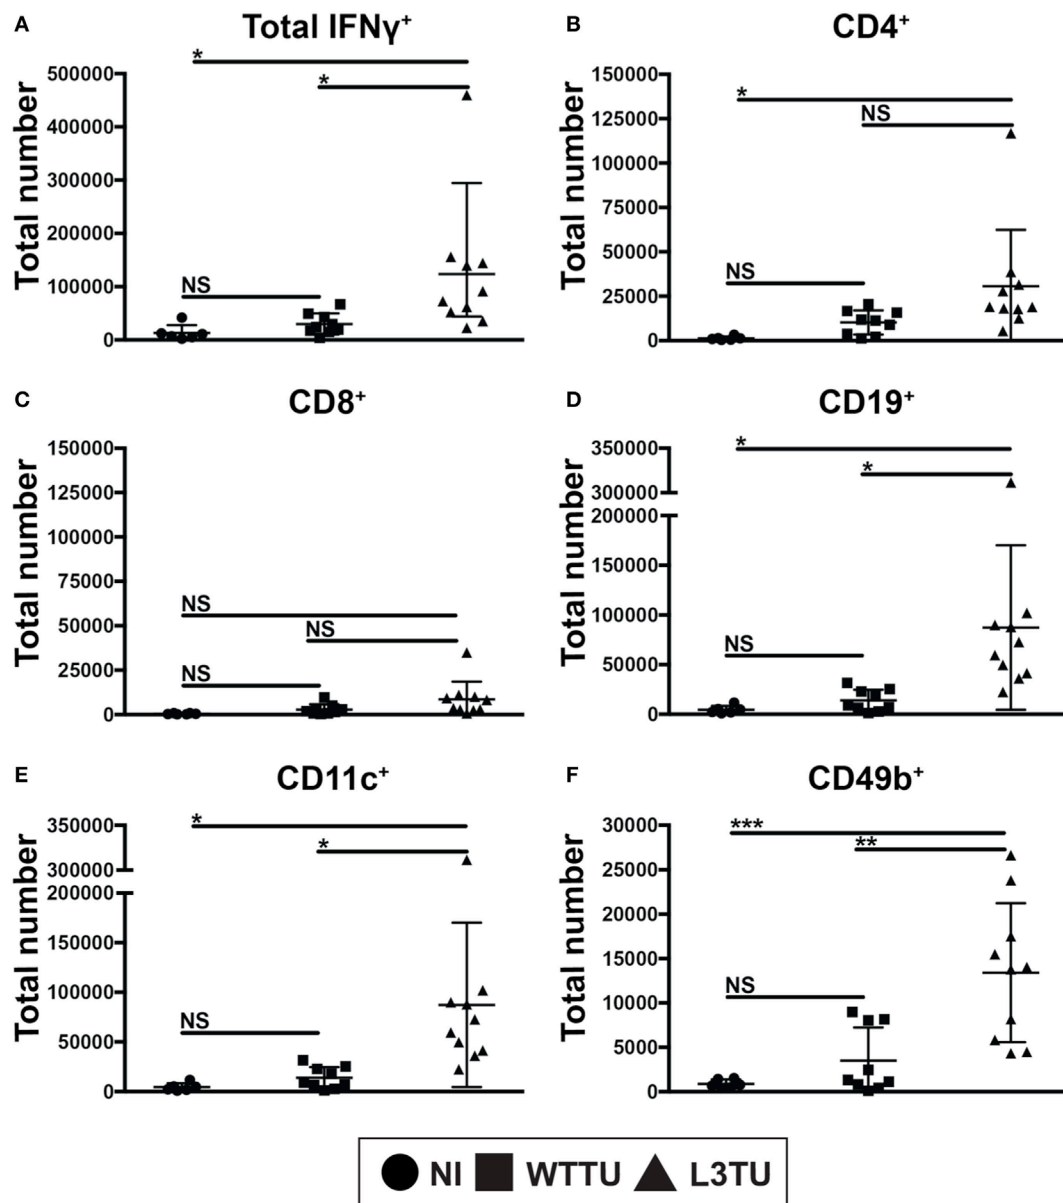 A Total IFNγ+
Total number
500000
400000
300000
200000
100000
0
*
*
NS
B CD4+
Total number
150000
125000
100000
75000
50000
25000
0
*
NS
NS
C CD8+
Total number
150000
125000
100000
75000
50000
25000
0
NS
NS
NS
D CD19+
Total number
350000
300000
200000
150000
100000
50000
0
*
*
NS
E CD11c+
Total number
350000
300000
200000
150000
100000
50000
0
*
*
NS
F CD49b+
Total number
30000
25000
20000
15000
10000
5000
0
***
**
NS
NI WTTU L3TU